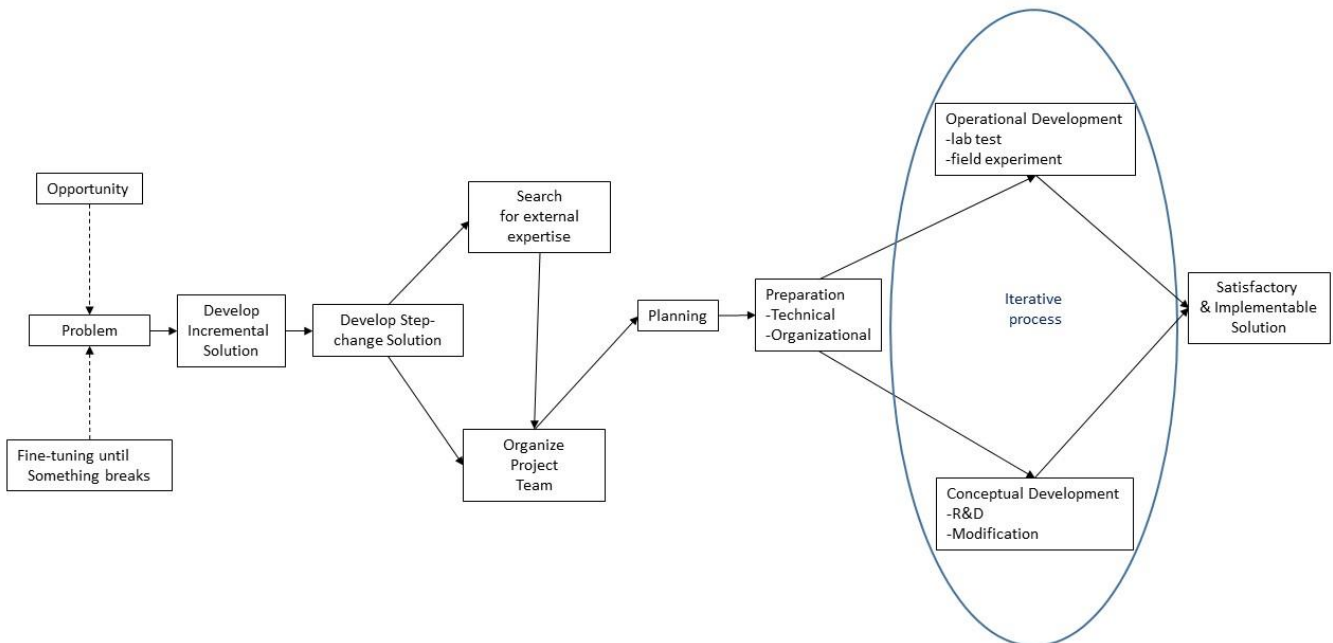 Opportunity
Problem
Fine-tuning until
Something breaks
Develop
Incremental
Solution
Develop Step-
change Solution
Search
for external
expertise
Organize
Project
Team
Planning
Preparation
-Technical
-Organizational
Operational Development
-lab test
-field experiment
Iterative
process
Conceptual Development
-R&D
-Modification
Satisfactory
& Implementable
Solution